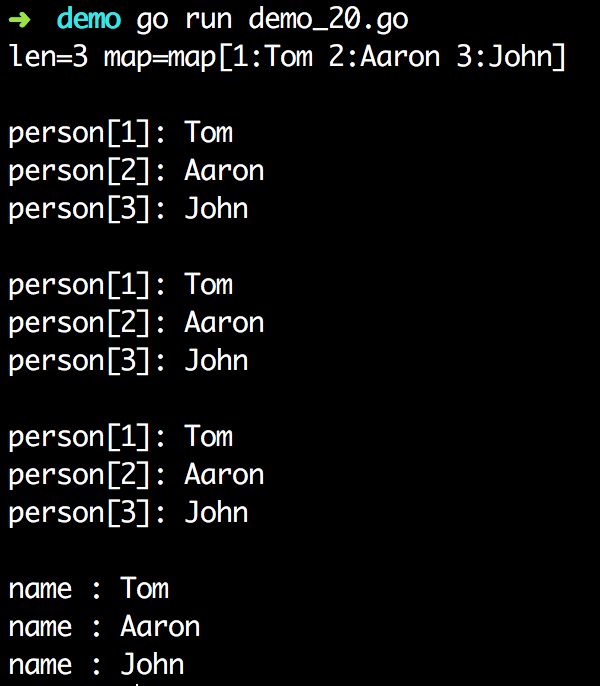 ➜ demo go run demo_20.go
len=3 map=map[1:Tom 2:Aaron 3:John]
person[1]: Tom
person[2]: Aaron
person[3]: John
person[1]: Tom
person[2]: Aaron
person[3]: John
person[1]: Tom
person[2]: Aaron
person[3]: John
name : Tom
name : Aaron
name : John